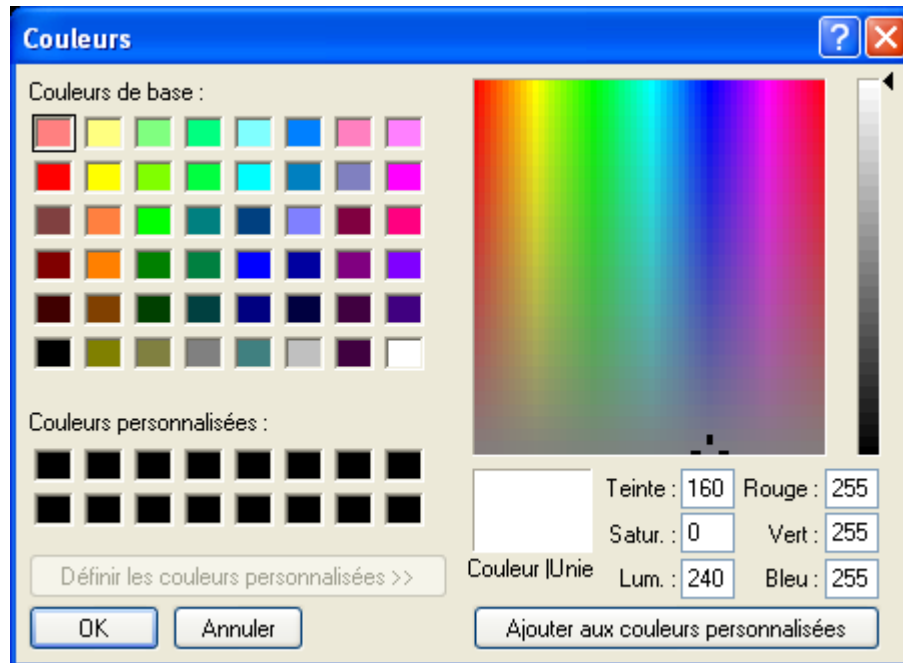 Couleurs
Couleurs de base :
Couleurs personnalisées :
Définir les couleurs personnalisées >>
OK Annuler
Couleur |Unie
Teinte : 160 Rouge : 255
Satur. : 0 Vert : 255
Lum. : 240 Bleu : 255
Ajouter aux couleurs personnalisées